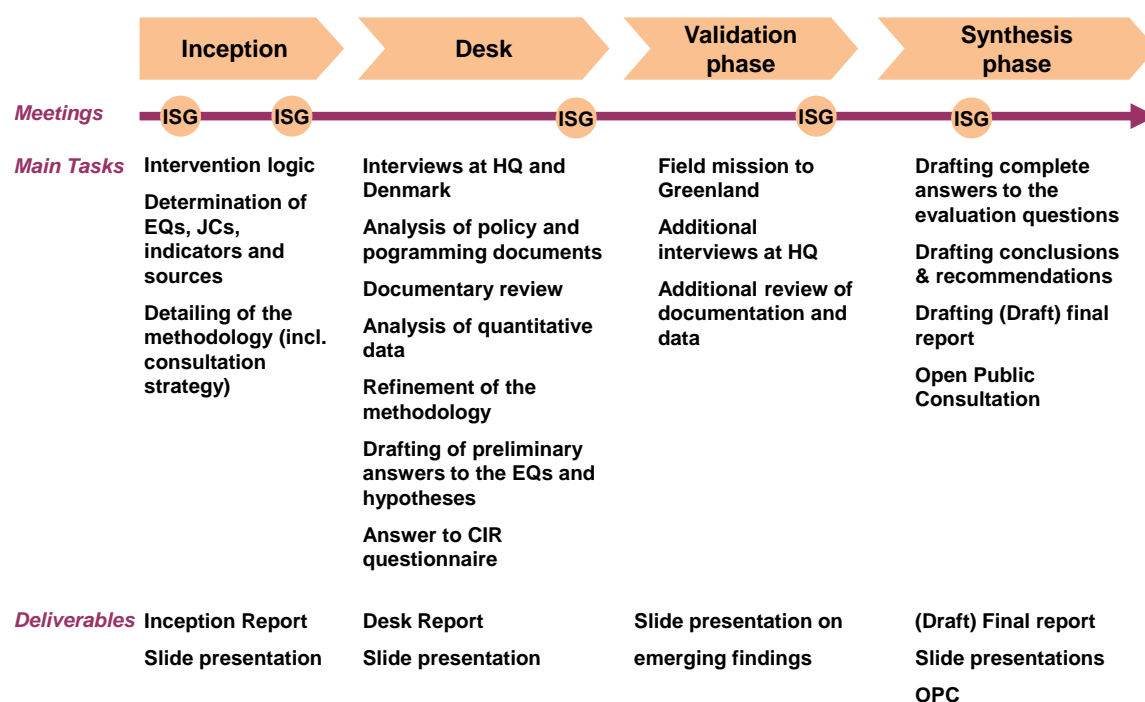 Inception
Desk
Validation
phase
Synthesis
phase
Meetings
ISG
ISG
ISG
ISG
ISG
Main Tasks
Intervention logic
Determination of
EQs, JCs,
indicators and
sources
Detailing of the
methodology (incl.
consultation
strategy)
Interviews at HQ and
Denmark
Analysis of policy and
pogramming documents
Documentary review
Analysis of quantitative
data
Refinement of the
methodology
Drafting of preliminary
answers to the EQs and
hypotheses
Answer to CIR
questionnaire
Field mission to
Greenland
Additional
interviews at HQ
Additional review of
documentation and
data
Drafting complete
answers to the
evaluation questions
Drafting conclusions
& recommendations
Drafting (Draft) final
report
Open Public
Consultation
Deliverables
Inception Report
Slide presentation
Desk Report
Slide presentation
Slide presentation on
emerging findings
(Draft) Final report
Slide presentations
OPC